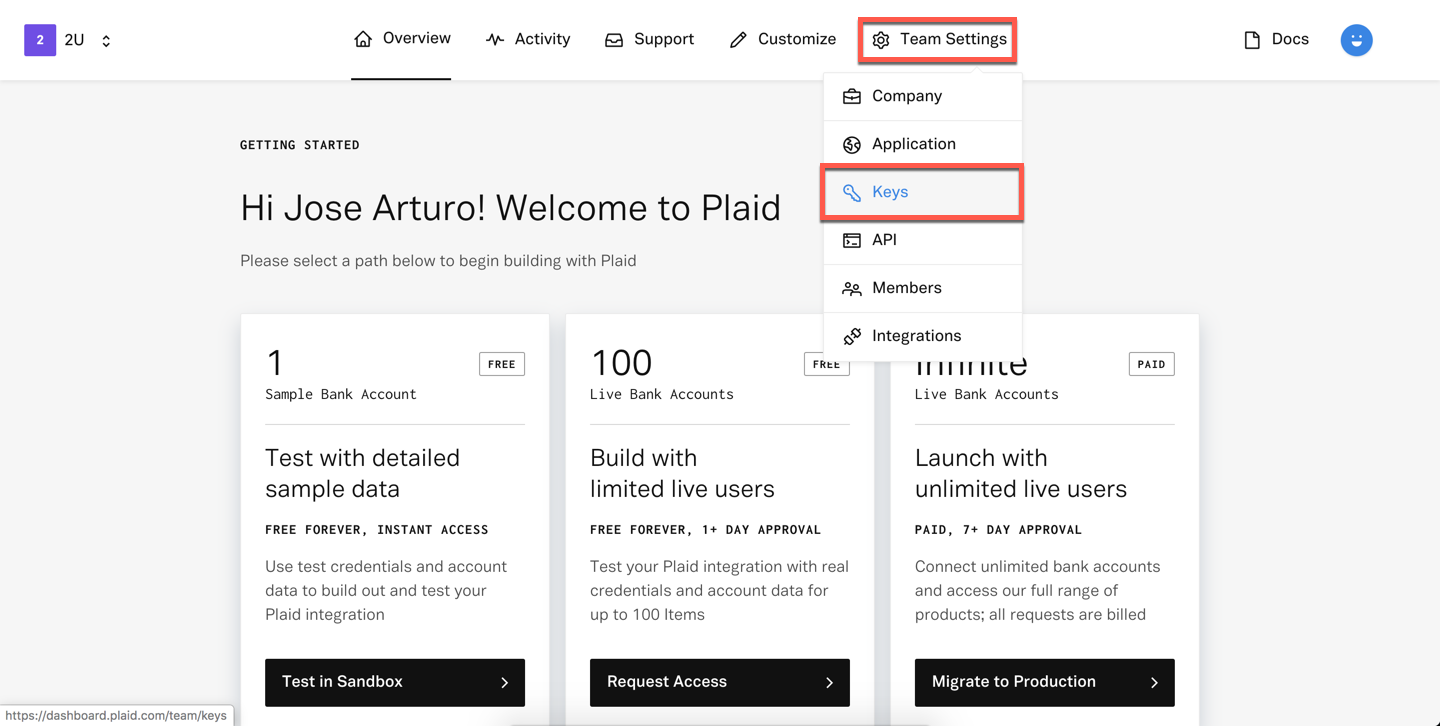 2 2U
Overview
Activity
Support
Customize
Team Settings
Docs
Company
Application
Keys
API
Members
Integrations
GETTING STARTED
Hi Jose Arturo! Welcome to Plaid
Please select a path below to begin building with Plaid
1
FREE
Sample Bank Account
Test with detailed
sample data
FREE FOREVER, INSTANT ACCESS
Use test credentials and account
data to build out and test your
Plaid integration
Test in Sandbox
100
FREE
Live Bank Accounts
Build with
limited live users
FREE FOREVER, 1+ DAY APPROVAL
Test your Plaid integration with real
credentials and account data for
up to 100 Items
Request Access
Infinite
PAID
Live Bank Accounts
Launch with
unlimited live users
PAID, 7+ DAY APPROVAL
Connect unlimited bank accounts
and access our full range of
products; all requests are billed
Migrate to Production
https://dashboard.plaid.com/team/keys